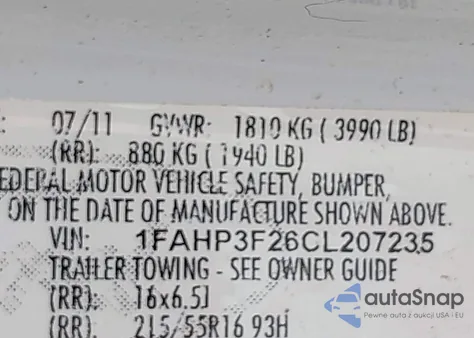 : 07/11 GVWR: 1810 KG ( 3990 LB)
(RR): 880 KG ( 1940 LB)
EDERAL MOTOR VEHICLE SAFETY, BUMPER,
ON THE DATE OF MANUFACTURE SHOWN ABOVE.
VIN: 1FAHP3F26CL207235
TRAILER TOWING - SEE OWNER GUIDE
(RR): 16x6.5J
(RR). 215/55R16 93H
autaSnap
Pewne auta z aukcji USA i EU